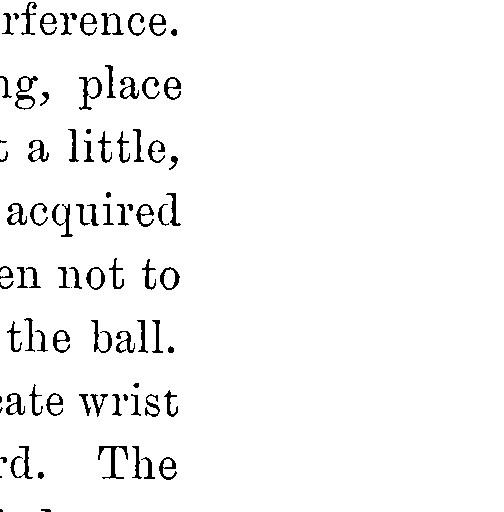 rference.
ng, place
t a little,
acquired
en not to
the ball.
cate wrist
rd. The